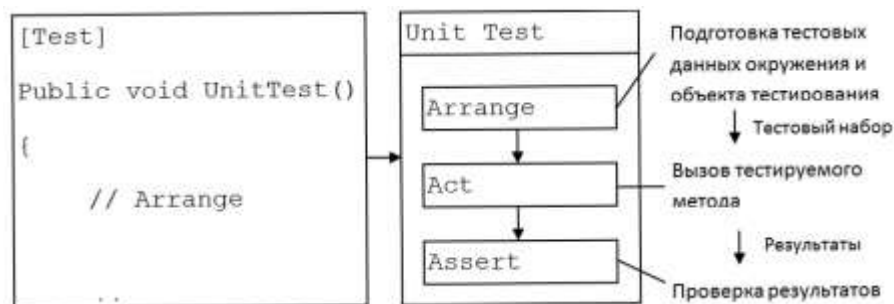 [Test]
Public void UnitTest()
{
// Arrange
Unit Test
Arrange
Act
Assert
Подготовка тестовых
данных окружения и
объекта тестирования
Тестовый набор
Вызов тестируемого
метода
Результаты
Проверка результатов